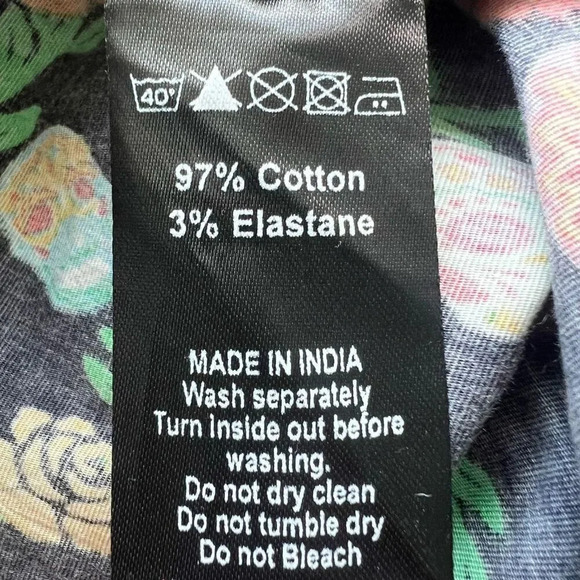 40°
97% Cotton
3% Elastane
MADE IN INDIA
Wash separately
Turn inside out before
washing.
Do not dry clean
Do not tumble dry
Do not Bleach